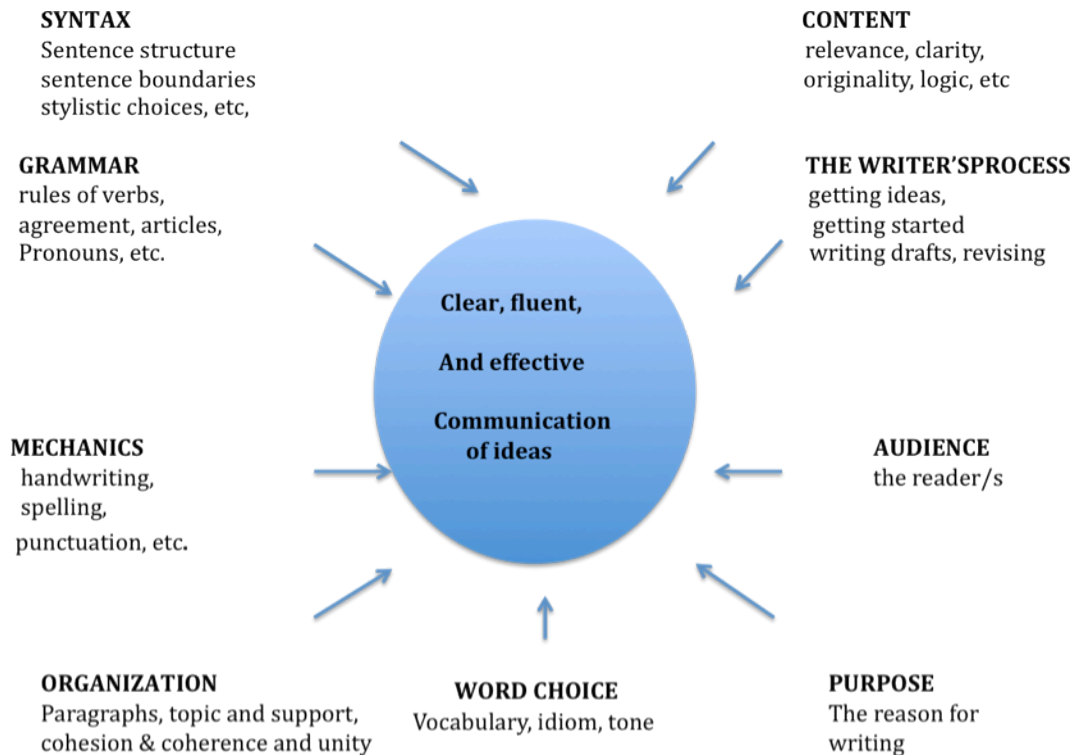 SYNTAX
Sentence structure
sentence boundaries
stylistic choices, etc,
CONTENT
relevance, clarity,
originality, logic, etc
GRAMMAR
rules of verbs,
agreement, articles,
Pronouns, etc.
THE WRITER'SPROCESS
getting ideas,
getting started
writing drafts, revising
Clear, fluent,
And effective
Communication
of ideas
MECHANICS
handwriting,
spelling,
punctuation, etc.
AUDIENCE
the reader/s
ORGANIZATION
Paragraphs, topic and support,
cohesion & coherence and unity
WORD CHOICE
Vocabulary, idiom, tone
PURPOSE
The reason for
writing